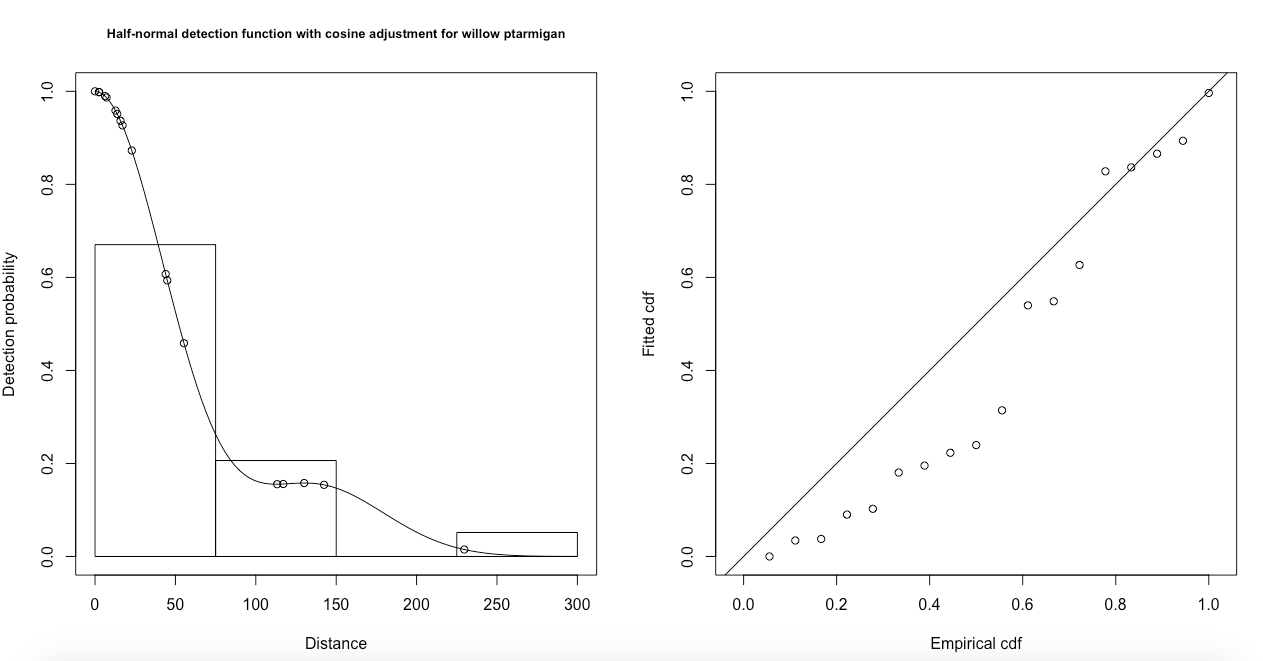 Half-normal detection function with cosine adjustment for willow ptarmigan
Detection probability
1.0
0.8
0.6
0.4
0.2
0.0
0 50 100 150 200 250 300
Distance
Fitted cdf
1.0
0.8
0.6
0.4
0.2
0.0
0.0 0.2 0.4 0.6 0.8 1.0
Empirical cdf